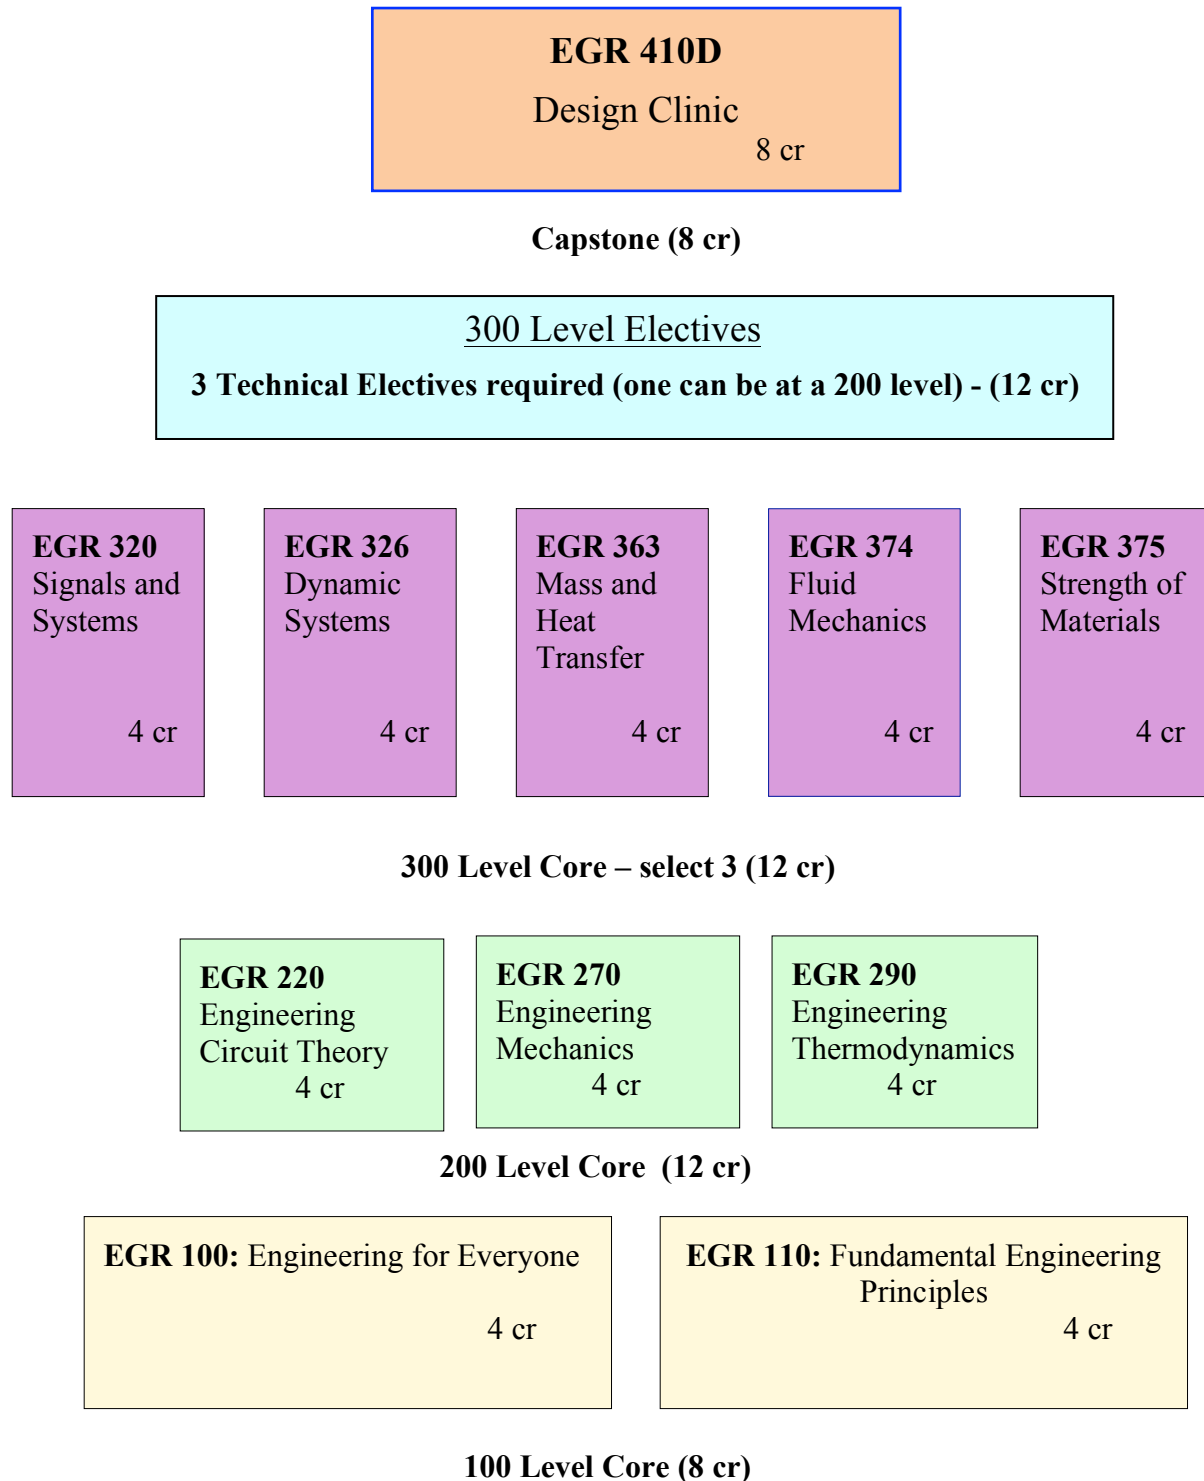 EGR 410D
Design Clinic
8 cr
Capstone (8 cr)
300 Level Electives
3 Technical Electives required (one can be at a 200 level) - (12 cr)
EGR 320
Signals and
Systems
4 cr
EGR 326
Dynamic
Systems
4 cr
EGR 363
Mass and
Heat
Transfer
4 cr
EGR 374
Fluid
Mechanics
4 cr
EGR 375
Strength of
Materials
4 cr
300 Level Core – select 3 (12 cr)
EGR 220
Engineering
Circuit Theory
4 cr
EGR 270
Engineering
Mechanics
4 cr
EGR 290
Engineering
Thermodynamics
4 cr
200 Level Core  (12 cr)
EGR 100: Engineering for Everyone
4 cr
EGR 110: Fundamental Engineering
Principles
4 cr
100 Level Core (8 cr)